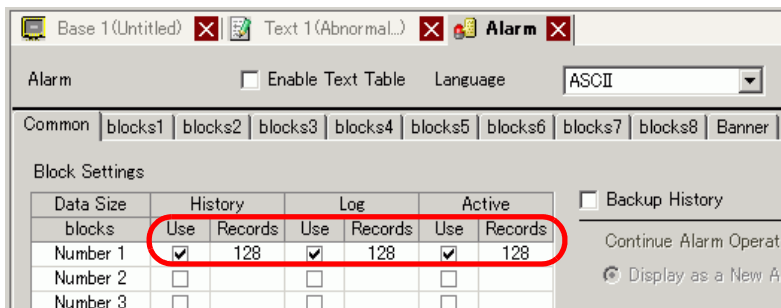 Base 1(Untitled) Text 1(Abnormal...) Alarm
Alarm Enable Text Table Language ASCII
Common blocks1 blocks2 blocks3 blocks4 blocks5 blocks6 blocks7 blocks8 Banner
Block Settings
Data Size History Log Active Backup History
blocks Use Records Use Records Use Records
Continue Alarm Operat
Number 1 128 128 128
Display as a New A
Number 2
Number 3